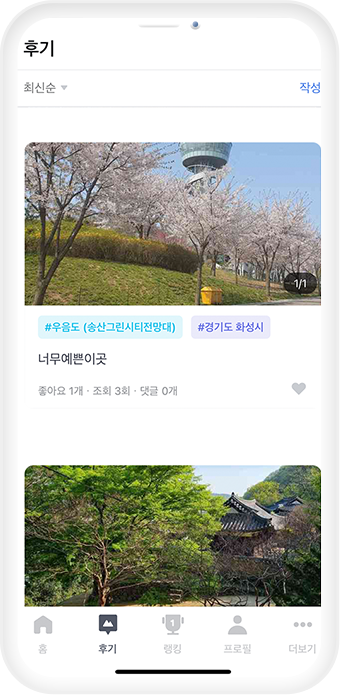 후기
최신순 작성
1/1
#우음도 (송산그린시티전망대) #경기도 화성시
너무예쁜이곳
좋아요 1개 · 조회 3회 · 댓글 0개
1
홈 후기 랭킹 프로필 더보기